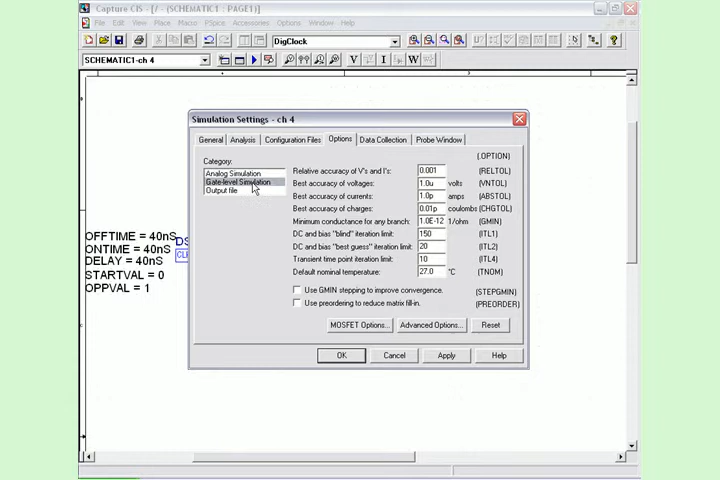 Capture CIS - [/ - (SCHEMATIC1 : PAGE1)]
File Edit View Place Macro PSpice Accessories Options Window Help
DigClock
SCHEMATIC1-ch 4
V I W
Simulation Settings - ch 4
General Analysis Configuration Files Options Data Collection Probe Window
Category:
Analog Simulation
Gate-level Simulation
Output file
(.OPTION)
Relative accuracy of V's and I's: 0.001 (RELTOL)
Best accuracy of voltages: 1.0u volts (VNTOL)
Best accuracy of currents: 1.0p amps (ABSTOL)
Best accuracy of charges: 0.01p coulombs (CHGTOL)
Minimum conductance for any branch: 1.0E-12 1/ohm (GMIN)
DC and bias "blind" iteration limit: 150 (ITL1)
DC and bias "best guess" iteration limit: 20 (ITL2)
Transient time point iteration limit: 10 (ITL4)
Default nominal temperature: 27.0 °C (TNOM)
Use GMIN stepping to improve convergence. (STEPGMIN)
Use preordering to reduce matrix fill-in. (PREORDER)
MOSFET Options... Advanced Options... Reset
OK Cancel Apply Help
OFFTIME = 40nS DS
ONTIME = 40nS CL
DELAY = 40nS
STARTVAL = 0
OPPVAL = 1